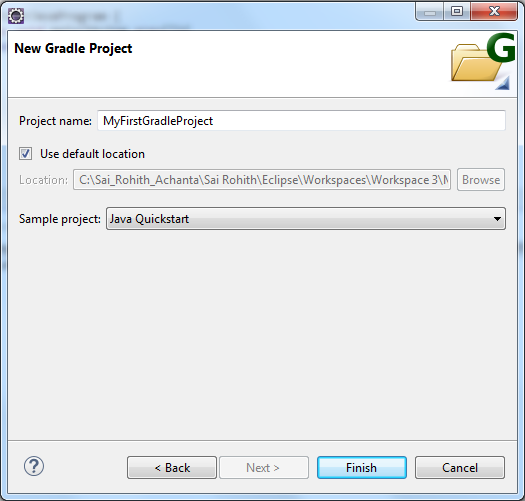 New Gradle Project
G
Project name: MyFirstGradleProject
Use default location
Location: C:\Sai_Rohith_Achanta\Sai Rohith\Eclipse\Workspaces\Workspace 3\M Browse
Sample project: Java Quickstart
? < Back Next > Finish Cancel